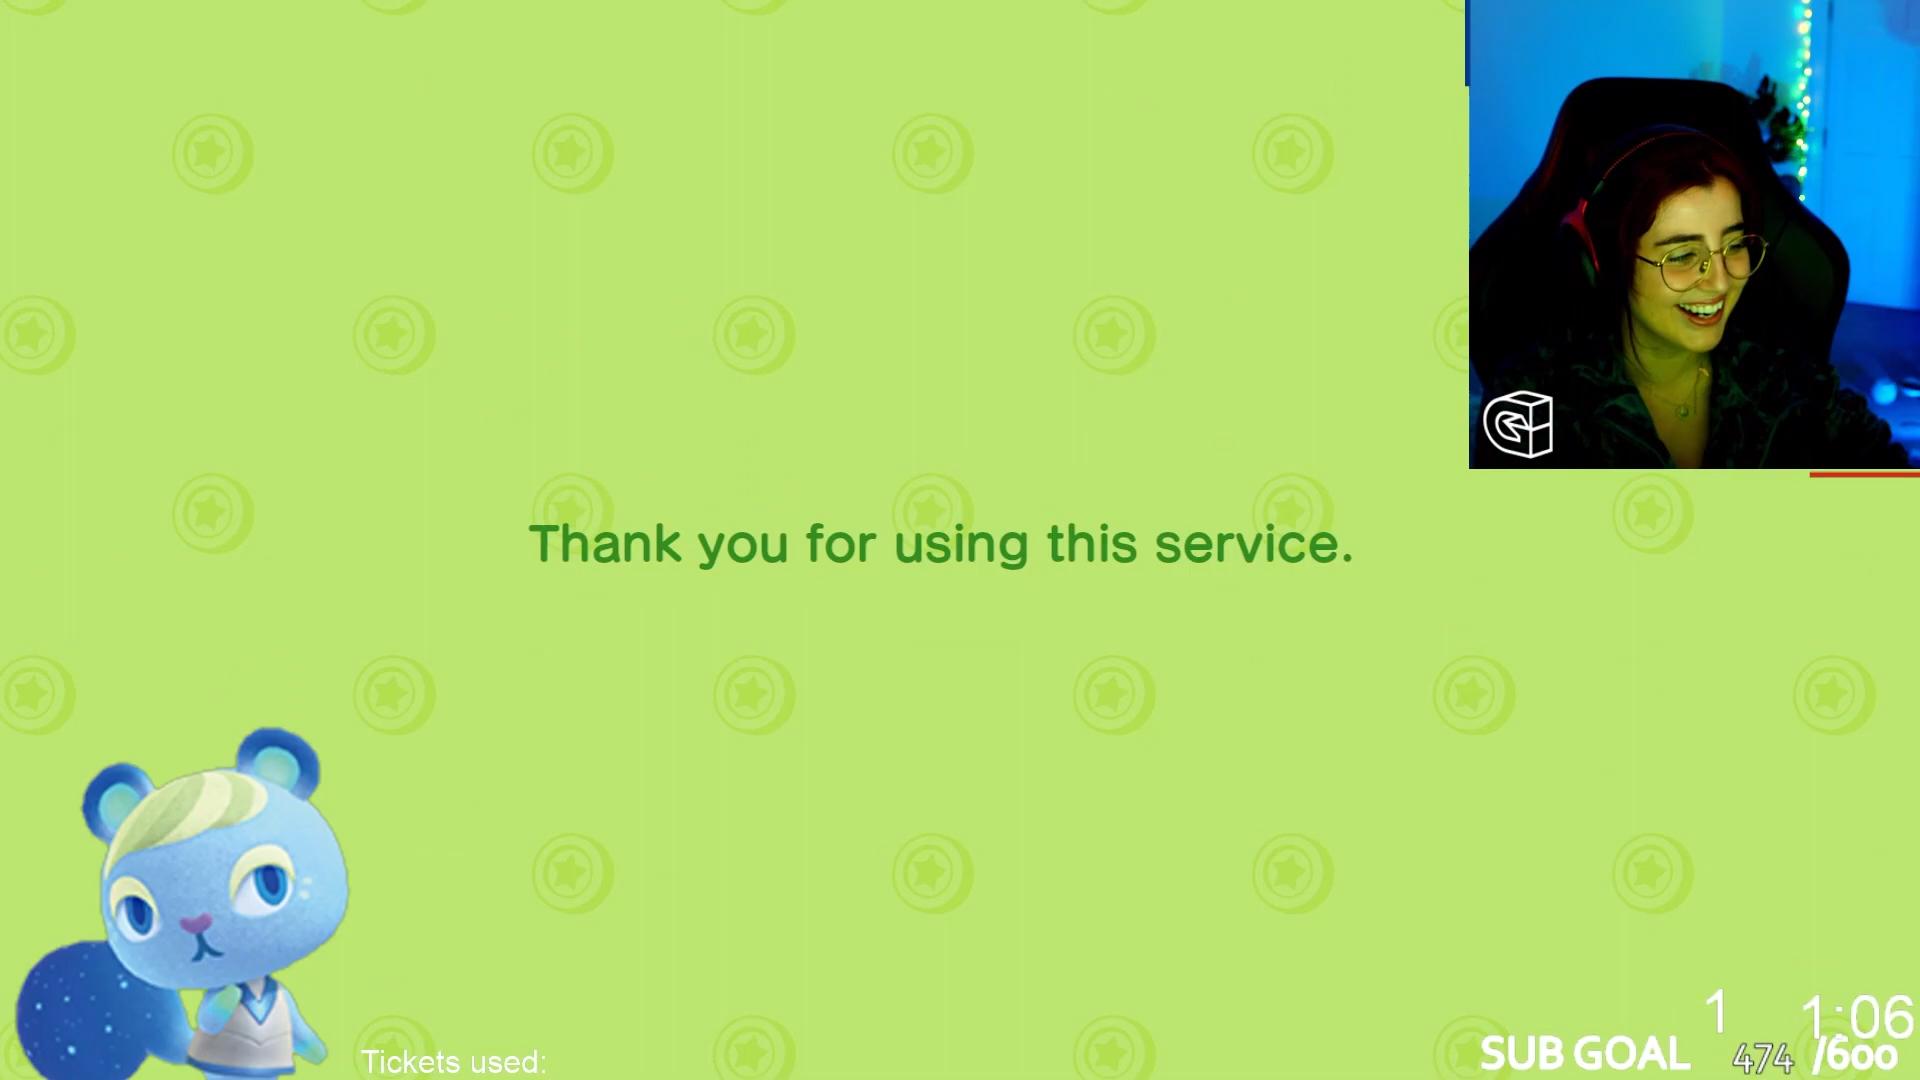 Thank you for using this service.
Tickets used:
1
1:06
SUB GOAL
474
/600